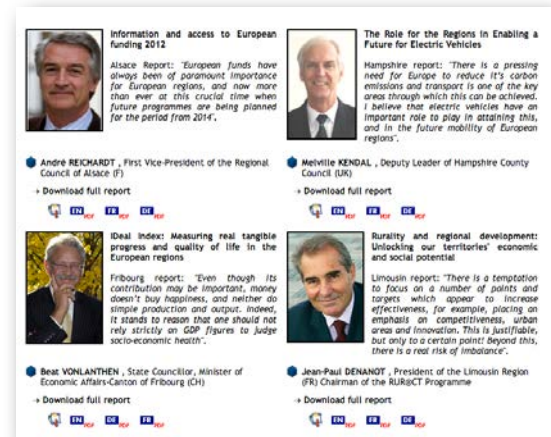 Information and access to European
funding 2012
Alsace Report: "European funds have
always been of paramount importance
for European regions, and now more
than ever at this crucial time when
future programmes are being planned
for the period from 2014".
André REICHARDT , First Vice-President of the Regional
Council of Alsace (F)
→ Download full report
EN PDF FR PDF DE PDF
The Role for the Regions in Enabling a
Future for Electric Vehicles
Hampshire report: "There is a pressing
need for Europe to reduce it's carbon
emissions and transport is one of the key
areas through which this can be achieved.
I believe that electric vehicles have an
important role to play in attaining this,
and in the future mobility of European
regions".
Melville KENDAL , Deputy Leader of Hampshire County
Council (UK)
→ Download full report
EN PDF FR PDF DE PDF
IDeal Index: Measuring real tangible
progress and quality of life in the
European regions
Fribourg report: "Even though its
contribution may be important, money
doesn't buy happiness, and neither do
simple production and output. Indeed,
it stands to reason that one should not
rely strictly on GDP figures to judge
socio-economic health".
Beat VONLANTHEN , State Councillor, Minister of
Economic Affairs-Canton of Fribourg (CH)
→ Download full report
EN PDF DE PDF FR PDF
Rurality and regional development:
Unlocking our territories' economic
and social potential
Limousin report: "There is a temptation
to focus on a number of points and
targets which appear to increase
effectiveness, for example, placing an
emphasis on competitiveness, urban
areas and innovation. This is justifiable,
but only to a certain point! Beyond this,
there is a real risk of imbalance".
Jean-Paul DENANOT , President of the Limousin Region
(FR) Chairman of the RUR@CT Programme
→ Download full report
EN PDF FR PDF DE PDF